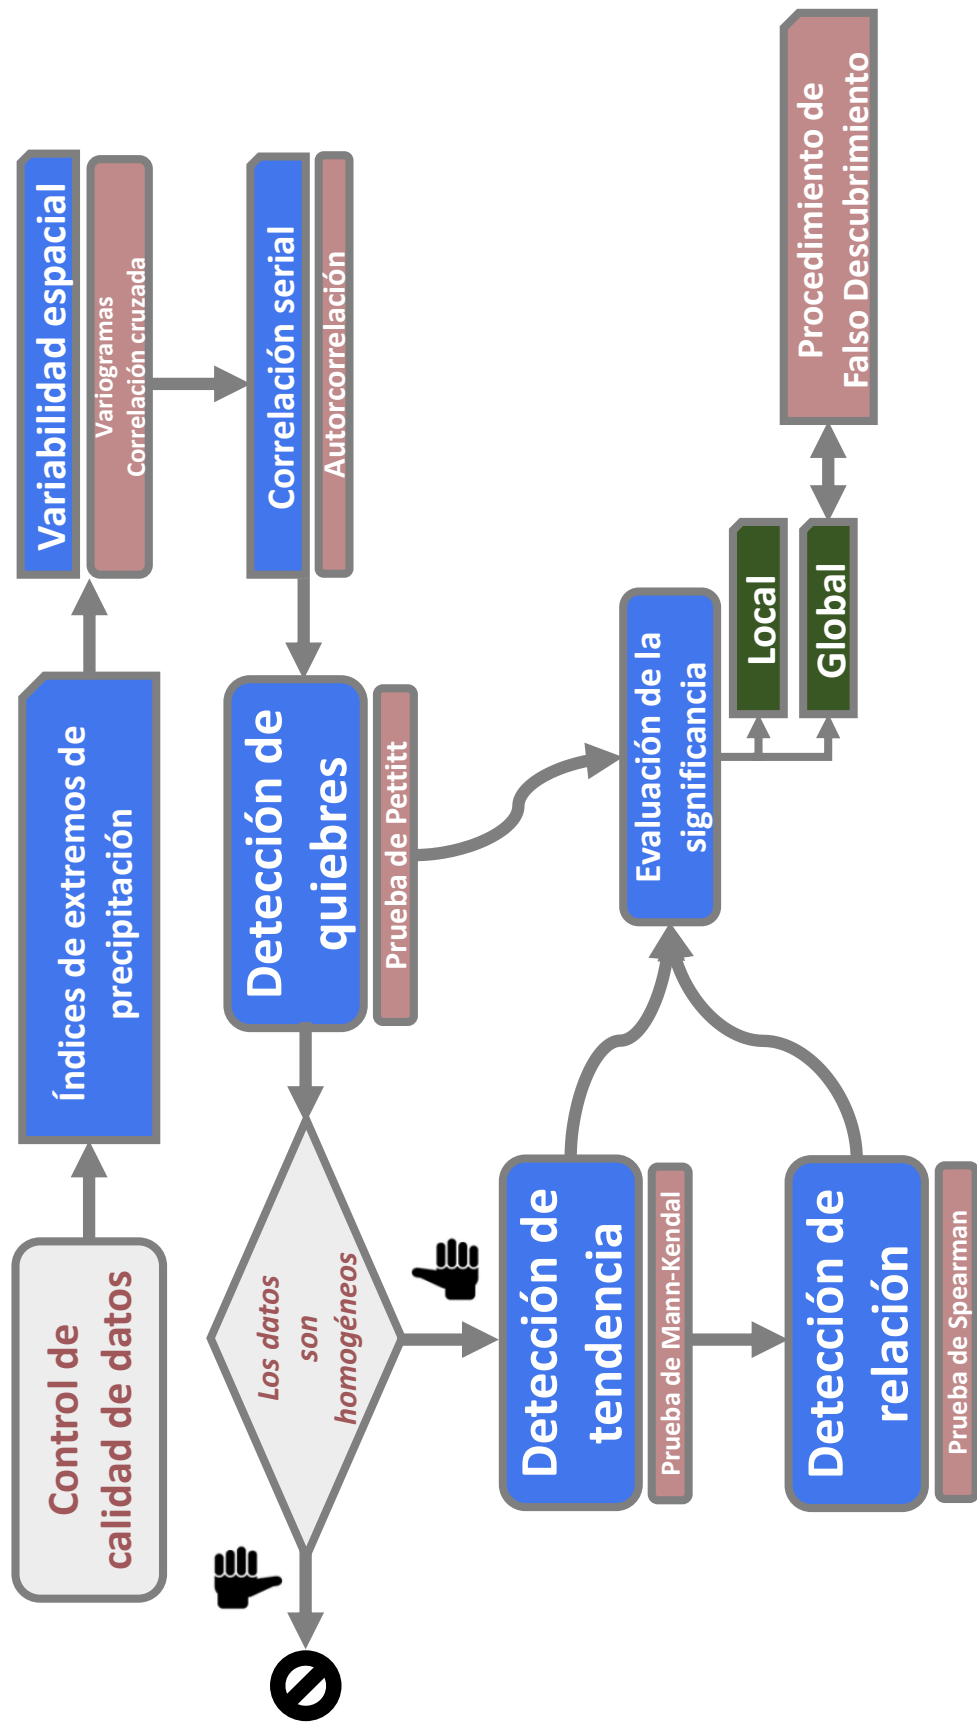 Control de
calidad de datos
Índices de extremos de
precipitación
Variabilidad espacial
Variogramas
Correlación cruzada
Correlación serial
Autorcorrelación
Detección de
quiebres
Prueba de Pettitt
Los datos
son
homogéneos
Detección de
tendencia
Prueba de Mann-Kendal
Detección de
relación
Prueba de Spearman
Evaluación de la
significancia
Local
Global
Procedimiento de
Falso Descubrimiento